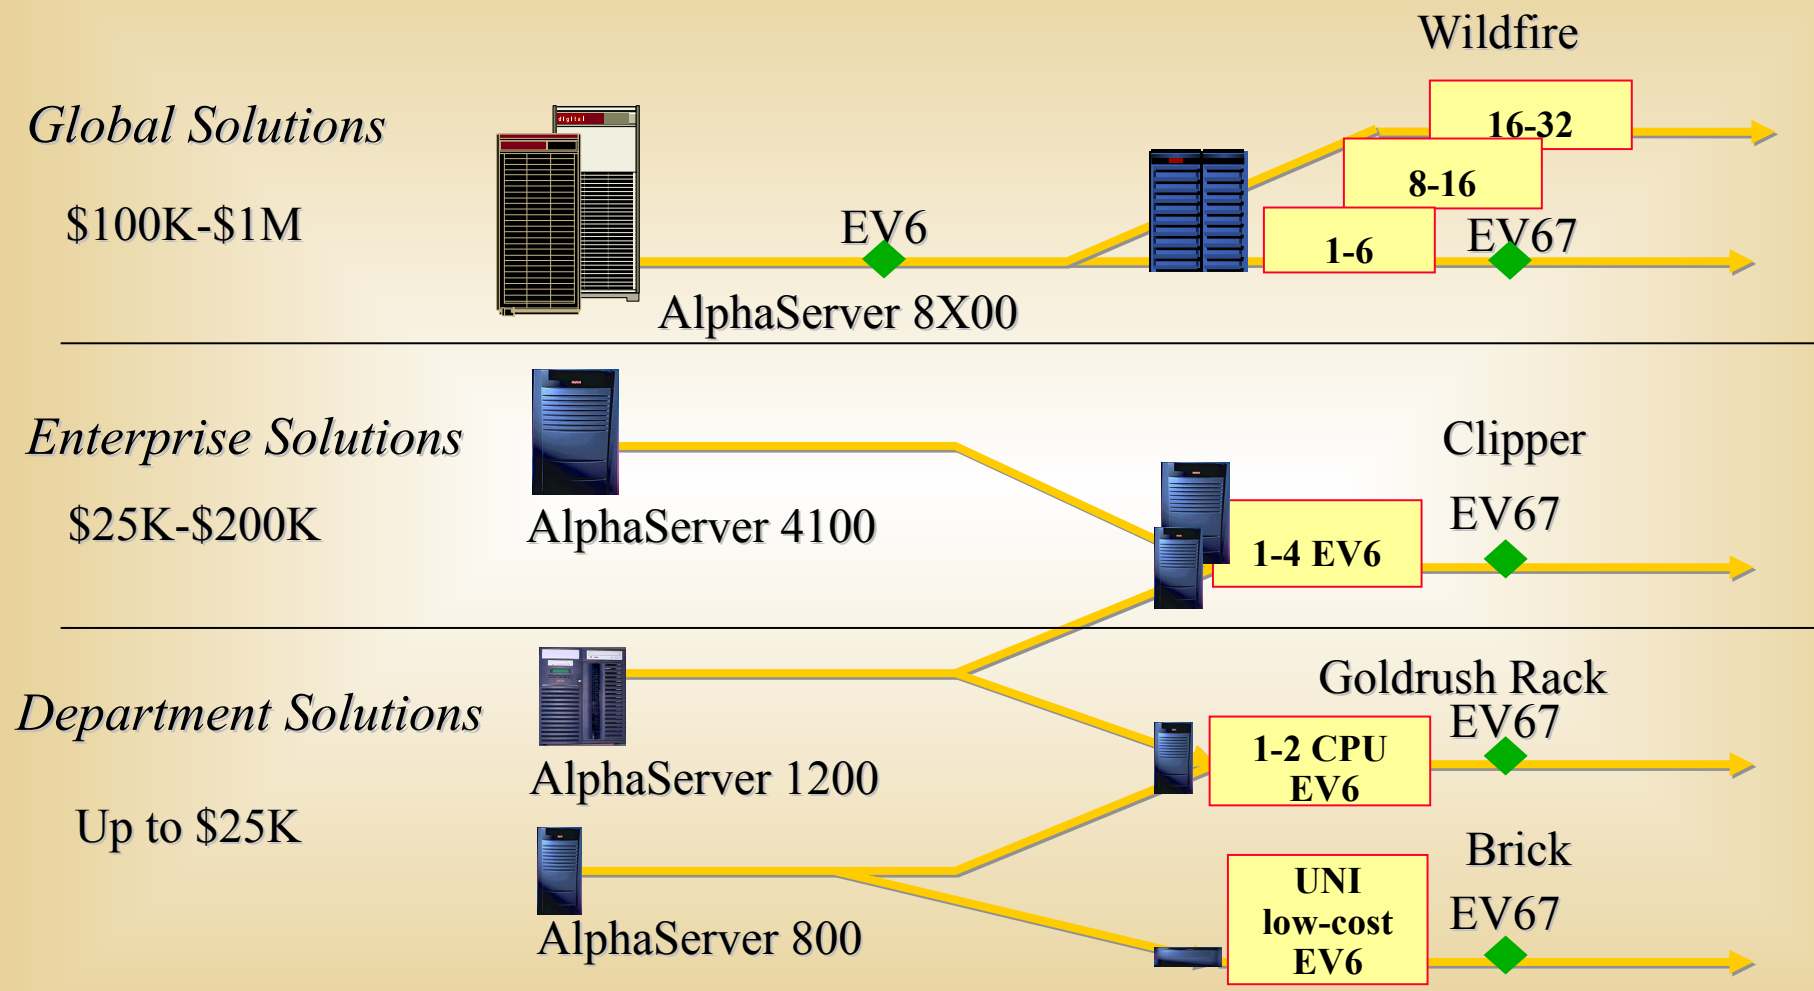 Wildfire
Global Solutions
$100K-$1M
digital
16-32
8-16
EV6
1-6
EV67
AlphaServer 8X00
Enterprise Solutions
$25K-$200K
AlphaServer 4100
Clipper
EV67
1-4 EV6
Department Solutions
Up to $25K
AlphaServer 1200
Goldrush Rack
EV67
1-2 CPU
EV6
AlphaServer 800
Brick
UNI
low-cost
EV6
EV67